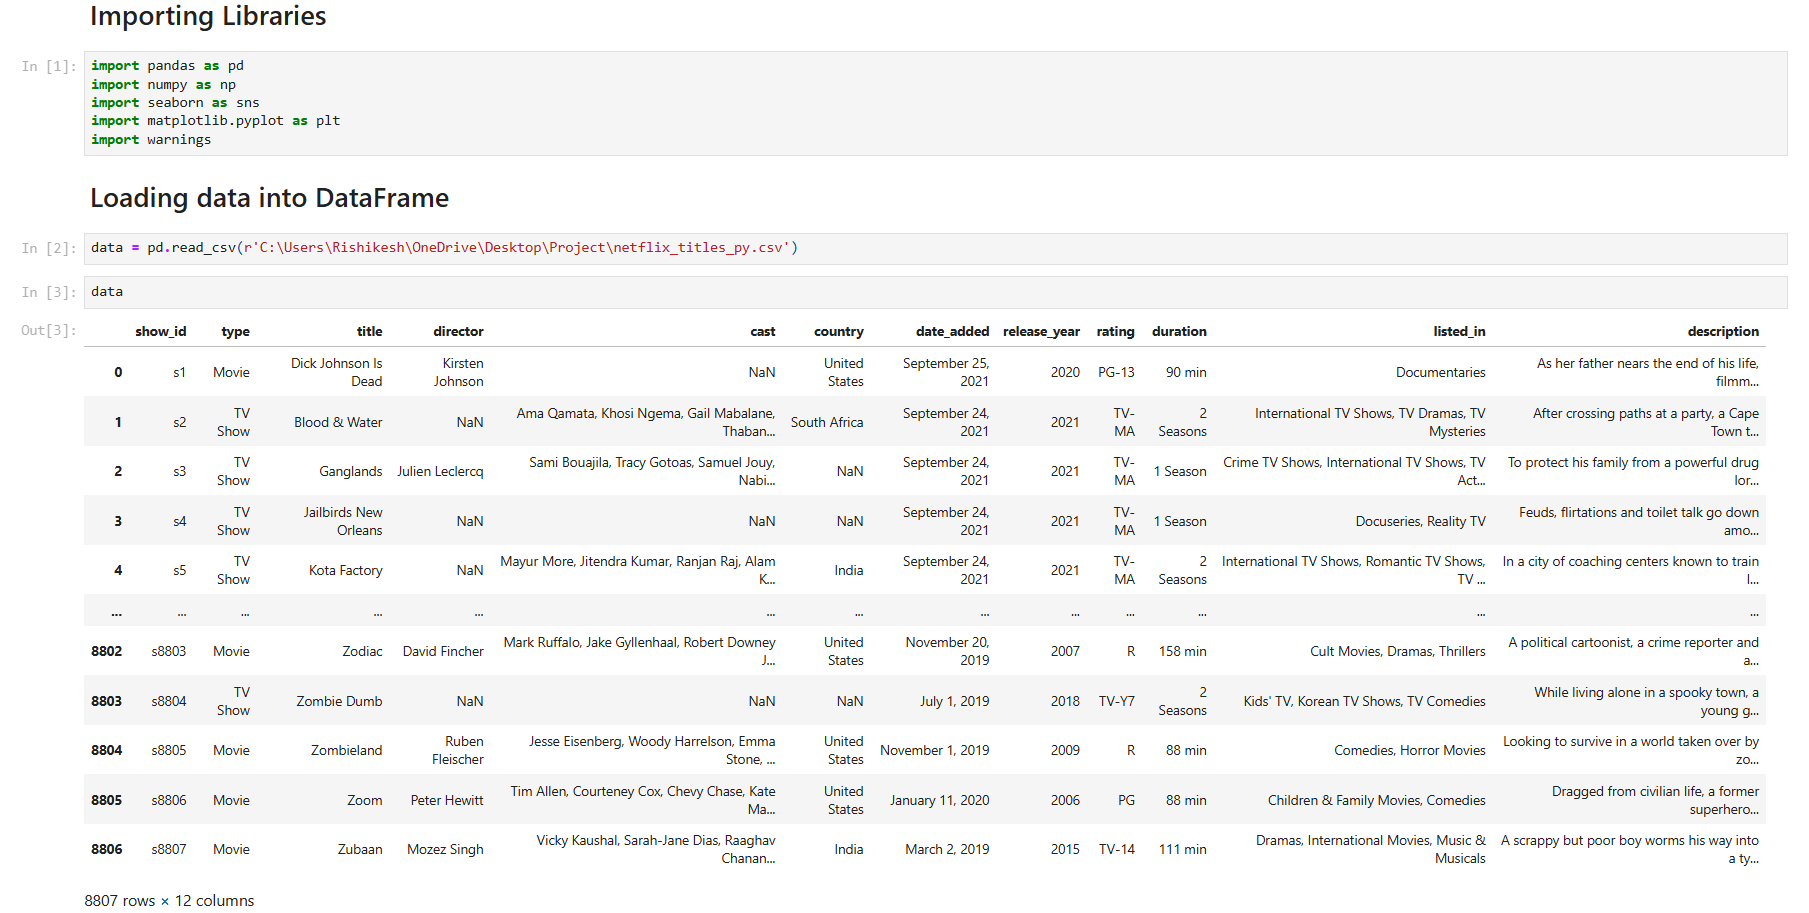 Importing Libraries
In [1]:
import pandas as pd
import numpy as np
import seaborn as sns
import matplotlib.pyplot as plt
import warnings
Loading data into DataFrame
In [2]: data = pd.read_csv(r'C:\Users\Rishikesh\OneDrive\Desktop\Project\netflix_titles_py.csv')
In [3]: data
Out[3]:
show_id type title director cast country date_added release_year rating duration listed_in description
0 s1 Movie Dick Johnson Is Dead Kirsten Johnson NaN United States September 25, 2021 2020 PG-13 90 min Documentaries As her father nears the end of his life, filmm...
1 s2 TV Show Blood & Water NaN Ama Qamata, Khosi Ngema, Gail Mabalane, Thaban... South Africa September 24, 2021 2021 TV-MA 2 Seasons International TV Shows, TV Dramas, TV Mysteries After crossing paths at a party, a Cape Town t...
2 s3 TV Show Ganglands Julien Leclercq Sami Bouajila, Tracy Gotoas, Samuel Jouy, Nabi... NaN September 24, 2021 2021 TV-MA 1 Season Crime TV Shows, International TV Shows, TV Act... To protect his family from a powerful drug lor...
3 s4 TV Show Jailbirds New Orleans NaN NaN NaN September 24, 2021 2021 TV-MA 1 Season Docuseries, Reality TV Feuds, flirtations and toilet talk go down amo...
4 s5 TV Show Kota Factory NaN Mayur More, Jitendra Kumar, Ranjan Raj, Alam K... India September 24, 2021 2021 TV-MA 2 Seasons International TV Shows, Romantic TV Shows, TV ... In a city of coaching centers known to train l...
... ... ... ... ... ... ... ... ... ... ... ... ...
8802 s8803 Movie Zodiac David Fincher Mark Ruffalo, Jake Gyllenhaal, Robert Downey J... United States November 20, 2019 2007 R 158 min Cult Movies, Dramas, Thrillers A political cartoonist, a crime reporter and a...
8803 s8804 TV Show Zombie Dumb NaN NaN NaN July 1, 2019 2018 TV-Y7 2 Seasons Kids' TV, Korean TV Shows, TV Comedies While living alone in a spooky town, a young g...
8804 s8805 Movie Zombieland Ruben Fleischer Jesse Eisenberg, Woody Harrelson, Emma Stone, ... United States November 1, 2019 2009 R 88 min Comedies, Horror Movies Looking to survive in a world taken over by zo...
8805 s8806 Movie Zoom Peter Hewitt Tim Allen, Courteney Cox, Chevy Chase, Kate Ma... United States January 11, 2020 2006 PG 88 min Children & Family Movies, Comedies Dragged from civilian life, a former superhero...
8806 s8807 Movie Zubaan Mozez Singh Vicky Kaushal, Sarah-Jane Dias, Raaghav Chanan... India March 2, 2019 2015 TV-14 111 min Dramas, International Movies, Music & Musicals A scrappy but poor boy worms his way into a ty...
8807 rows × 12 columns